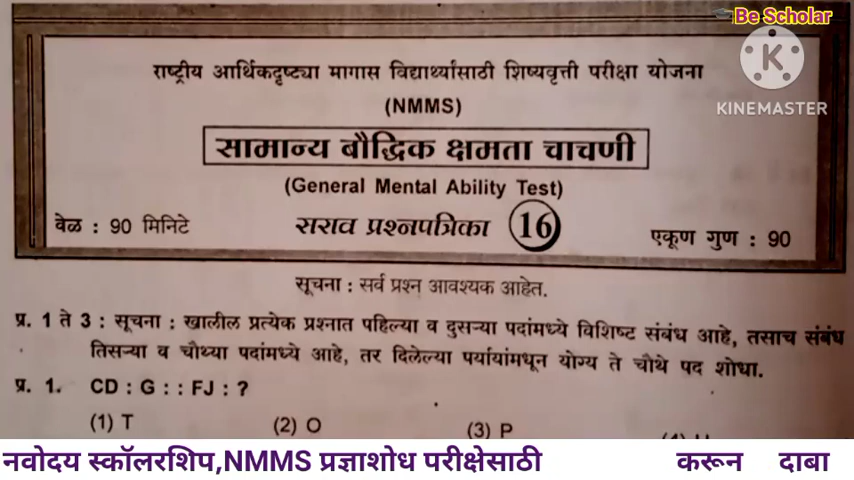 Be Scholar
KINEMASTER
राष्ट्रीय आर्थिकदृष्ट्या मागास विद्यार्थ्यांसाठी शिष्यवृत्ती परीक्षा योजना
(NMMS)
सामान्य बौद्धिक क्षमता चाचणी
(General Mental Ability Test)
वेळ : 90 मिनिटे सराव प्रश्नपत्रिका 16 एकूण गुण : 90
सूचना : सर्व प्रश्न आवश्यक आहेत.
प्र. 1 ते 3 : सूचना : खालील प्रत्येक प्रश्नात पहिल्या व दुसऱ्या पदांमध्ये विशिष्ट संबंध आहे, तसाच संबंध
तिसऱ्या व चौथ्या पदांमध्ये आहे, तर दिलेल्या पर्यायांमधून योग्य ते चौथे पद शोधा.
प्र. 1. CD : G : : FJ : ?
(1) T (2) O (3) P
नवोदय स्कॉलरशिप,NMMS प्रज्ञाशोध परीक्षेसाठी करून दाबा